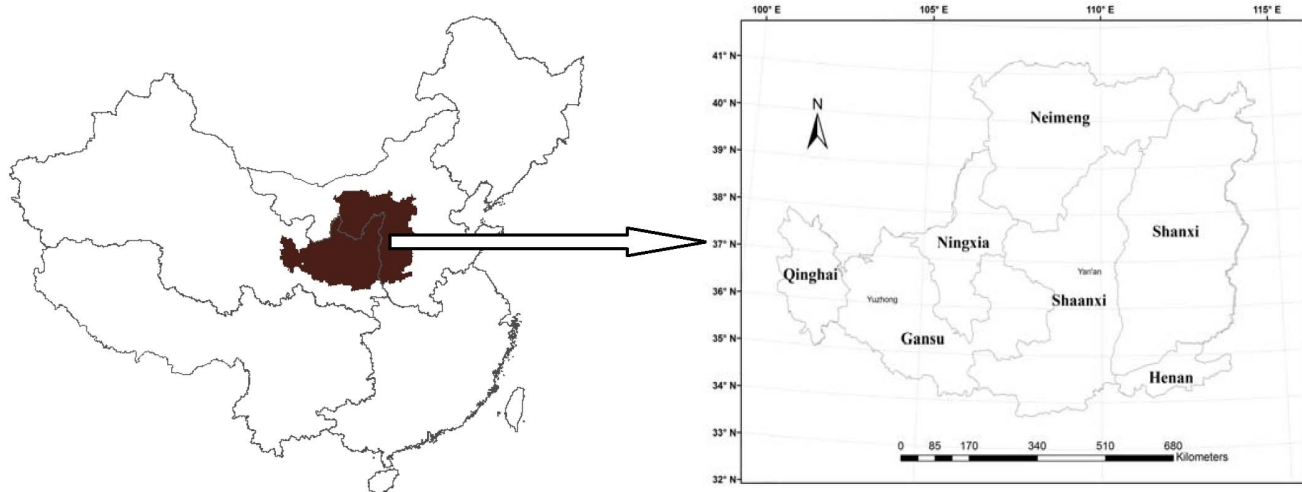 100° E 105° E 110° E 115° E
41° N
40° N
39° N
38° N
37° N
36° N
35° N
34° N
33° N
32° N
N
Neimeng
Shanxi
Ningxia
Qinghai
Yan'an
Yuzhong
Shaanxi
Gansu
Henan
0 85 170 340 510 680
Kilometers